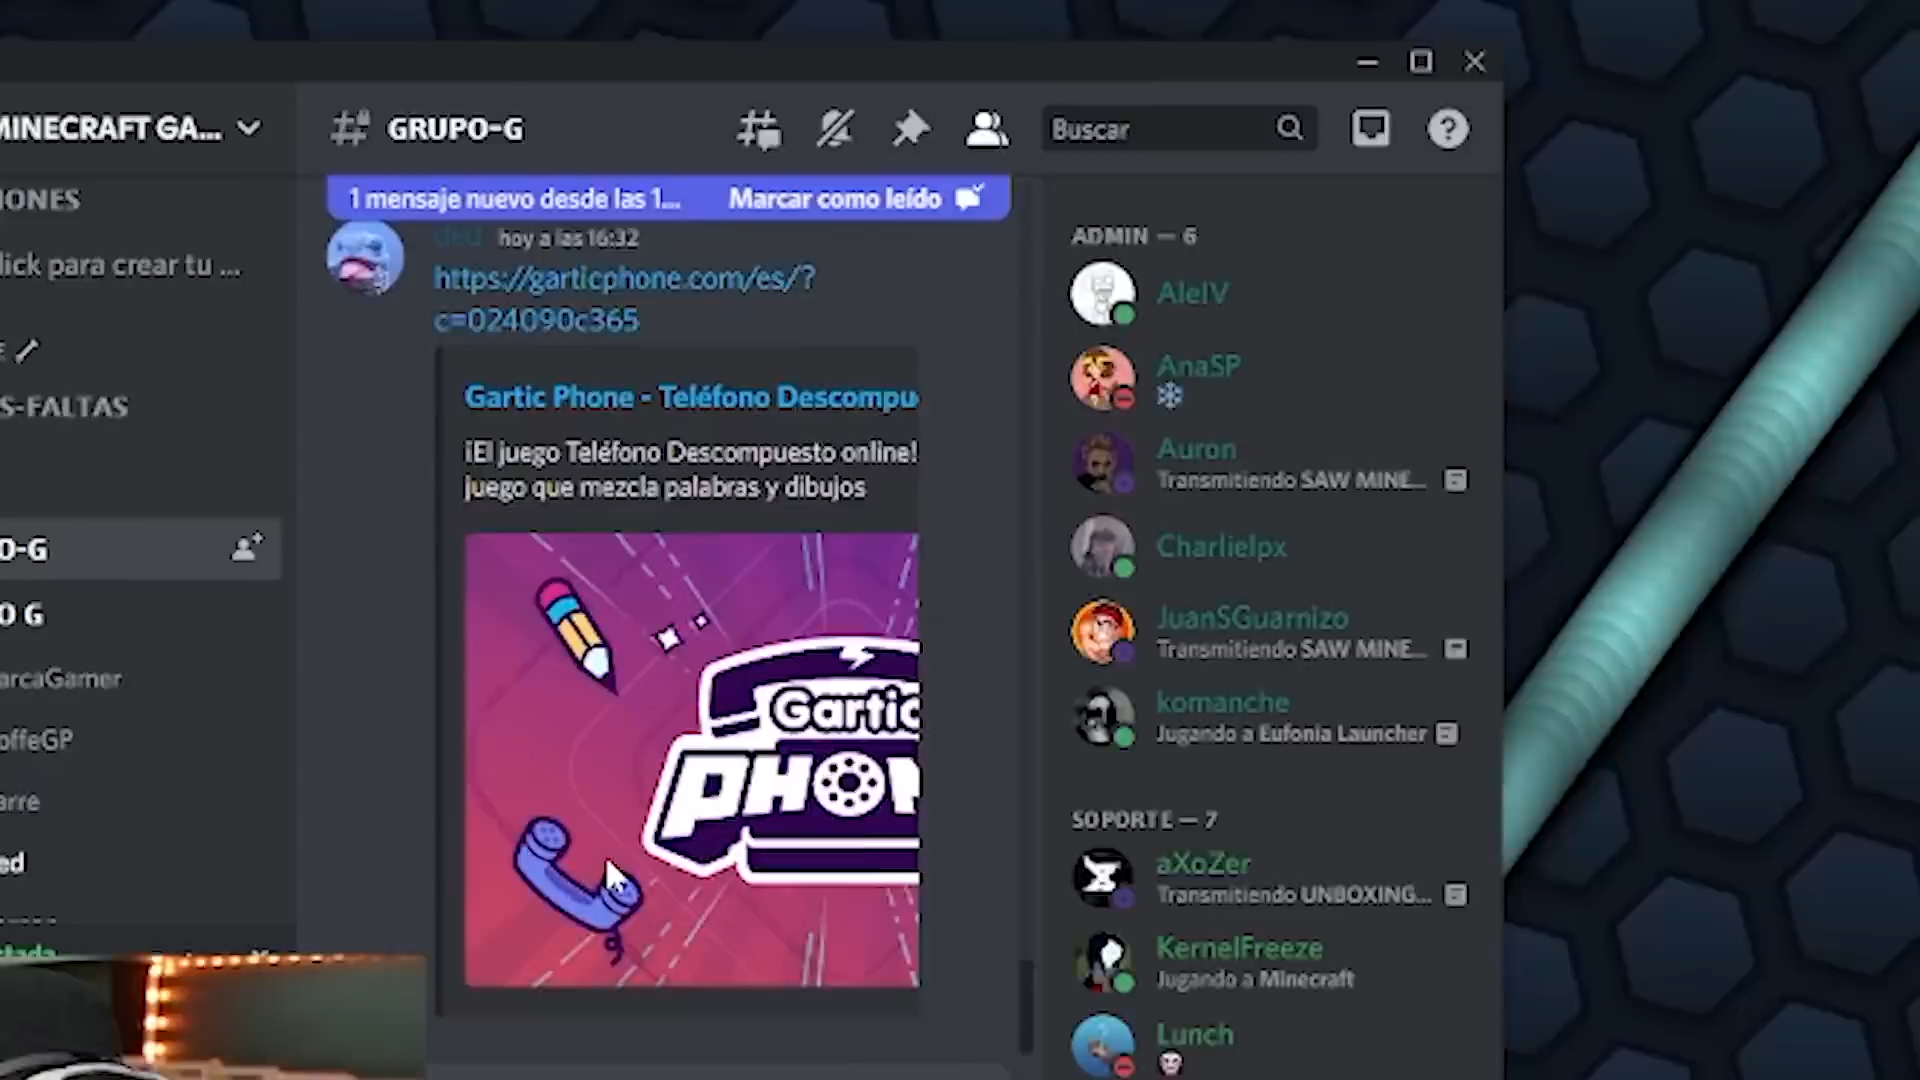 MINECRAFT GA...
# GRUPO-G
Buscar
IONES
lick para crear tu ...
S-FALTAS
O-G
O G
arcaGamer
offeGP
arre
ed
1 mensaje nuevo desde las 1...
Marcar como leído
hoy a las 16:32
https://garticphone.com/es/?
c=024090c365
Gartic Phone - Teléfono Descompu
¡El juego Teléfono Descompuesto online!
juego que mezcla palabras y dibujos
Gartic
PHON
ADMIN — 6
AleIV
AnaSP
Auron
Transmitiendo SAW MINE...
Charlielpx
JuanSGuarnizo
Transmitiendo SAW MINE...
komanche
Jugando a Eufonia Launcher
SOPORTE — 7
aXoZer
Transmitiendo UNBOXING...
KernelFreeze
Jugando a Minecraft
Lunch